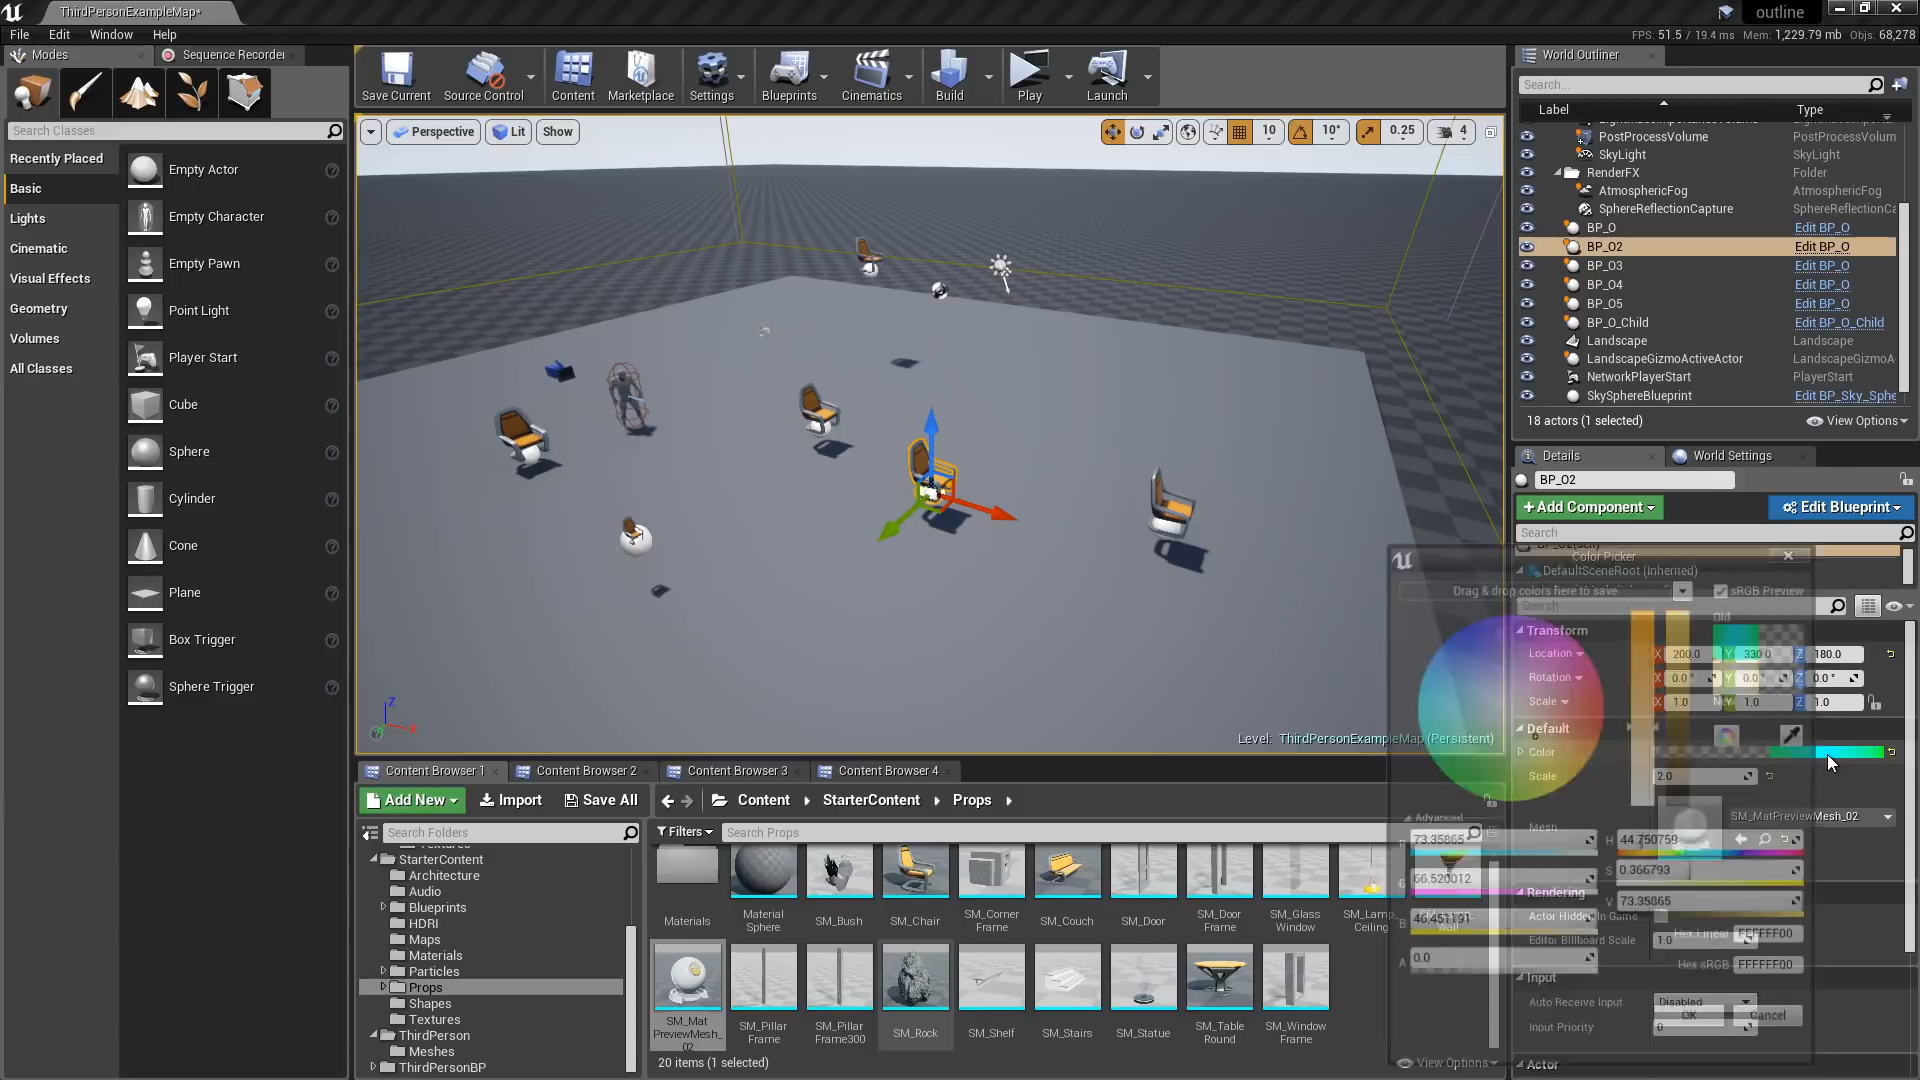 ThirdPersonExampleMap*
outline
File Edit Window Help
FPS: 51.5 / 19.4 ms Mem: 1,229.79 mb Objs: 68,278
Modes
Sequence Recorder
Save Current
Source Control
Content
Marketplace
Settings
Blueprints
Cinematics
Build
Play
Launch
World Outliner
Search...
Label
Type
Search Classes
Recently Placed
Basic
Lights
Cinematic
Visual Effects
Geometry
Volumes
All Classes
Empty Actor
Empty Character
Empty Pawn
Point Light
Player Start
Cube
Sphere
Cylinder
Cone
Plane
Box Trigger
Sphere Trigger
Perspective
Lit
Show
10
10°
0.25
4
PostProcessVolume PostProcessVolum
SkyLight SkyLight
RenderFX Folder
AtmosphericFog AtmosphericFog
SphereReflectionCapture SphereReflectionCa
BP_O Edit BP_O
BP_O2 Edit BP_O
BP_O3 Edit BP_O
BP_O4 Edit BP_O
BP_O5 Edit BP_O
BP_O_Child Edit BP_O_Child
Landscape Landscape
LandscapeGizmoActiveActor LandscapeGizmoA
NetworkPlayerStart PlayerStart
SkySphereBlueprint Edit BP_Sky_Sphe
18 actors (1 selected)
View Options
Details
World Settings
BP_O2
+Add Component
Edit Blueprint
Search
Color Picker
DefaultSceneRoot (Inherited)
Drag & drop colors here to save
sRGB Preview
Search
Old
Transform
Location X 200.0 Y 330.0 Z 180.0
Rotation X 0.0° Y 0.0° Z 0.0°
Scale X 1.0 Y 1.0 Z 1.0
Default
Color
Scale 2.0
Mesh
SM_MatPreviewMesh_02
Advanced
R 73.35865
H 44.750759
G 66.520012
S 0.366793
B 46.451191
V 73.35865
A 0.0
Rendering
Actor Hidden In Game
Hex Linear FFFFFF00
Editor Billboard Scale 1.0
Hex sRGB FFFFFF00
Input
Auto Receive Input Disabled
Input Priority 0
OK
Cancel
Actor
Z
X
Level: ThirdPersonExampleMap (Persistent)
Content Browser 1
Content Browser 2
Content Browser 3
Content Browser 4
Add New
Import
Save All
Content
StarterContent
Props
Search Folders
Filters
Search Props
StarterContent
Architecture
Audio
Blueprints
HDRI
Maps
Materials
Particles
Props
Shapes
Textures
ThirdPerson
Meshes
ThirdPersonBP
Materials
Material Sphere
SM_Bush
SM_Chair
SM_Corner Frame
SM_Couch
SM_Door
SM_Door Frame
SM_Glass Window
SM_Lamp_ Ceiling
Wall
SM_Mat PreviewMesh_ 02
SM_Pillar Frame
SM_Pillar Frame300
SM_Rock
SM_Shelf
SM_Stairs
SM_Statue
SM_Table Round
SM_Window Frame
20 items (1 selected)
View Options